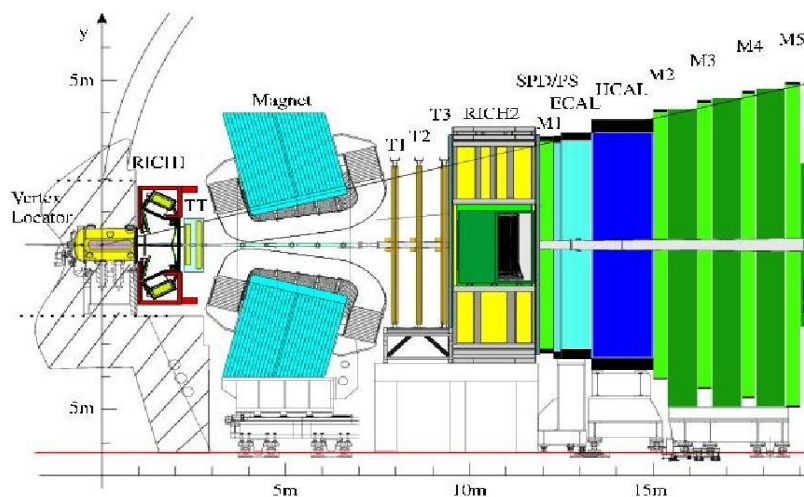 y
5m
Vertex
Locator
RICH1
TT
Magnet
T1
T2
T3
RICH2
M1
SPD/PS
ECAL
HCAL
M2
M3
M4
M5
5m
5m
10m
15m